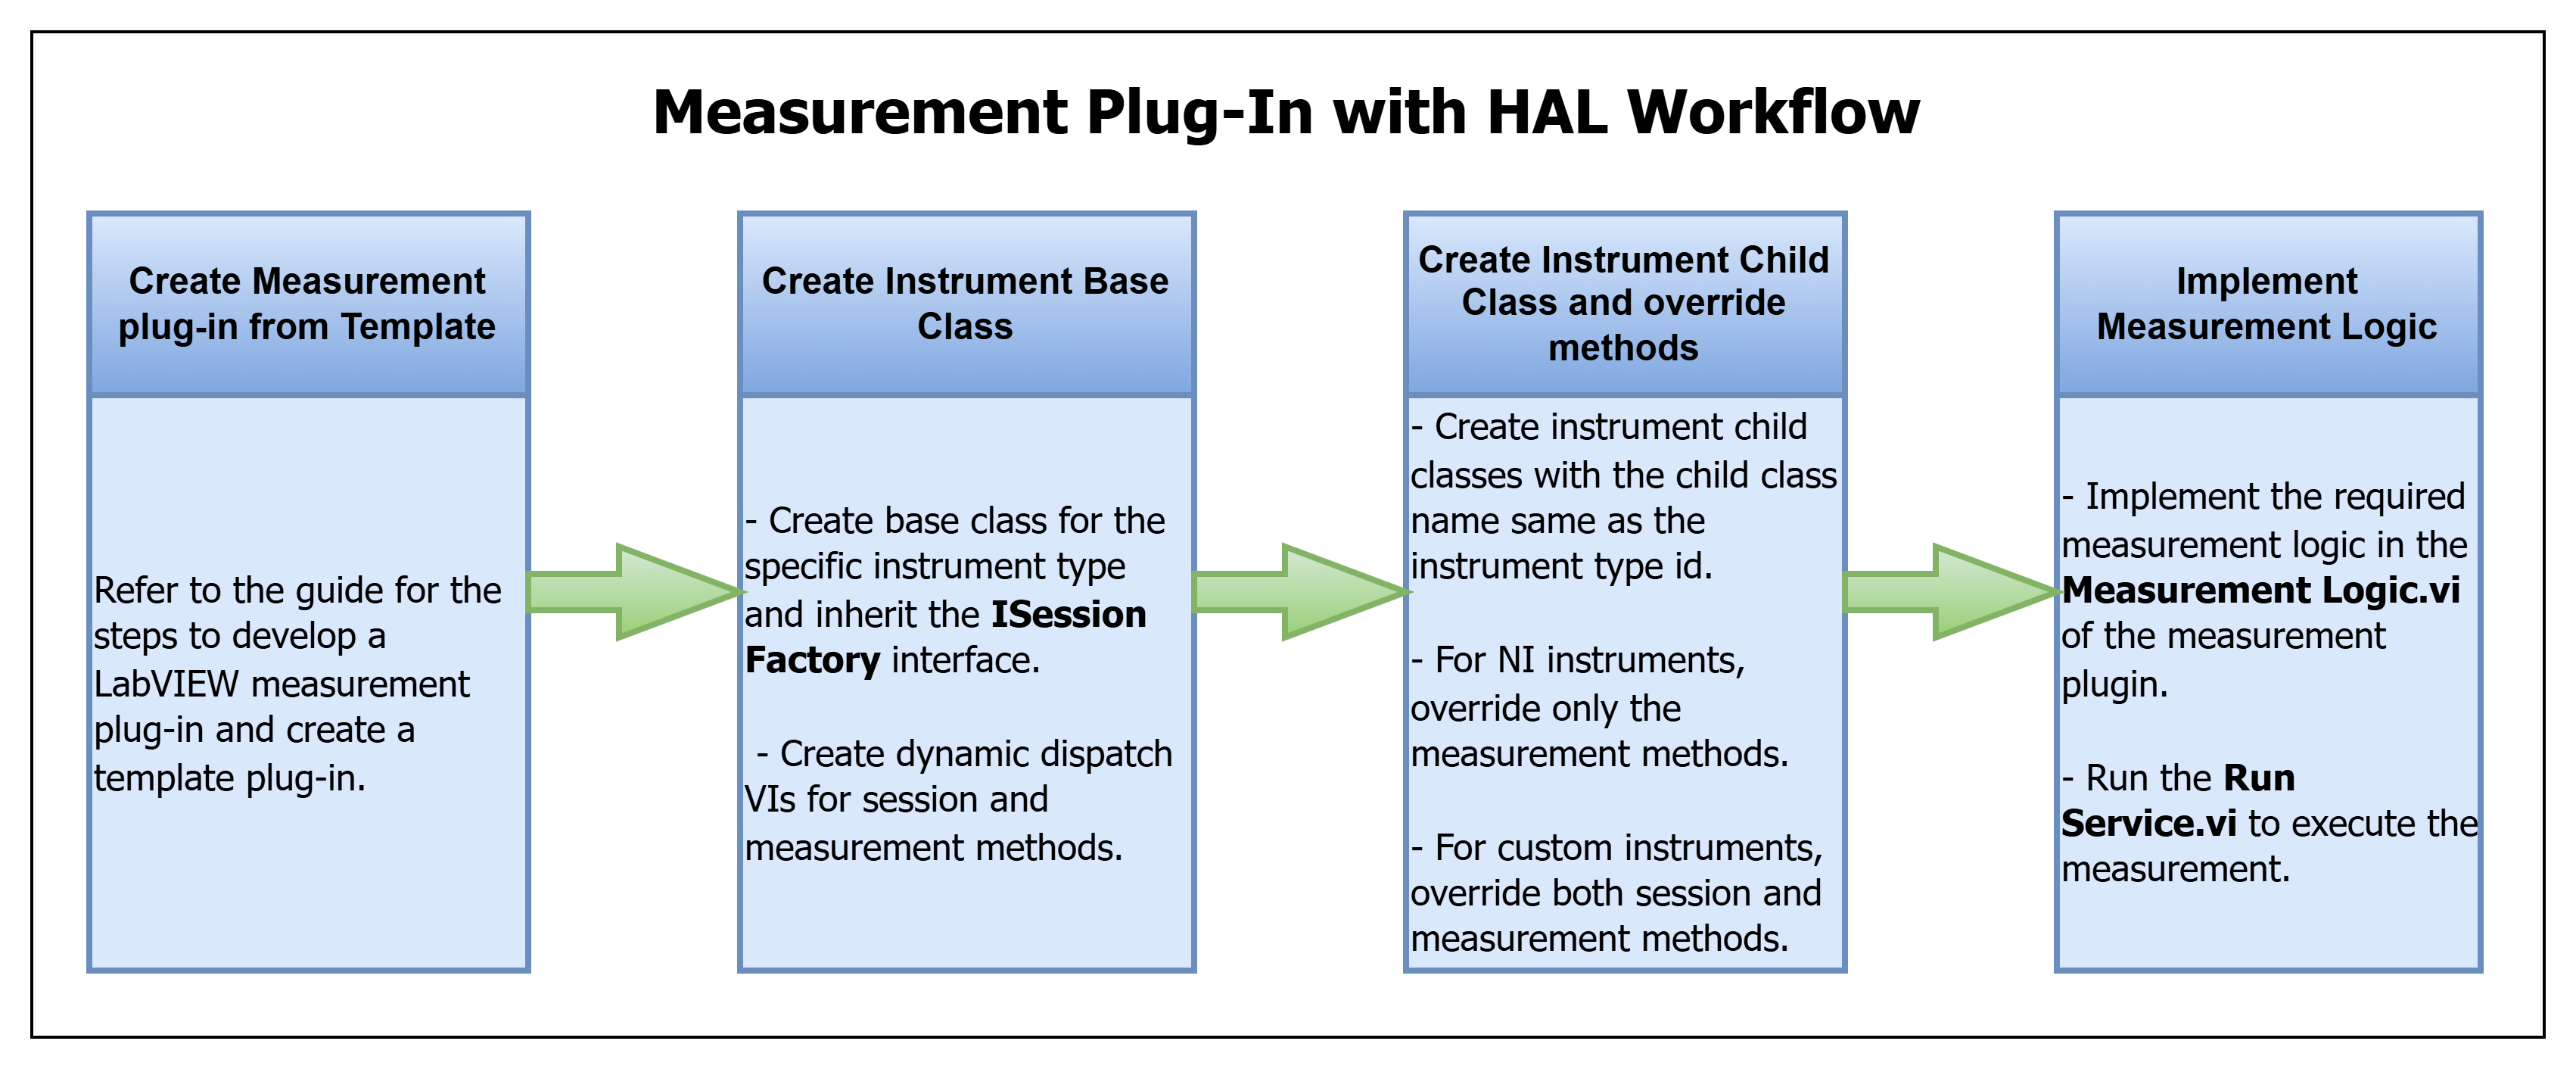 Measurement Plug-In with HAL Workflow
Create Measurement
plug-in from Template
Refer to the guide for the
steps to develop a
LabVIEW measurement
plug-in and create a
template plug-in.
Create Instrument Base
Class
- Create base class for the
specific instrument type
and inherit the ISession
Factory interface.
- Create dynamic dispatch
VIs for session and
measurement methods.
Create Instrument Child
Class and override
methods
- Create instrument child
classes with the child class
name same as the
instrument type id.
- For NI instruments,
override only the
measurement methods.
- For custom instruments,
override both session and
measurement methods.
Implement
Measurement Logic
- Implement the required
measurement logic in the
Measurement Logic.vi
of the measurement
plugin.
- Run the Run
Service.vi to execute the
measurement.